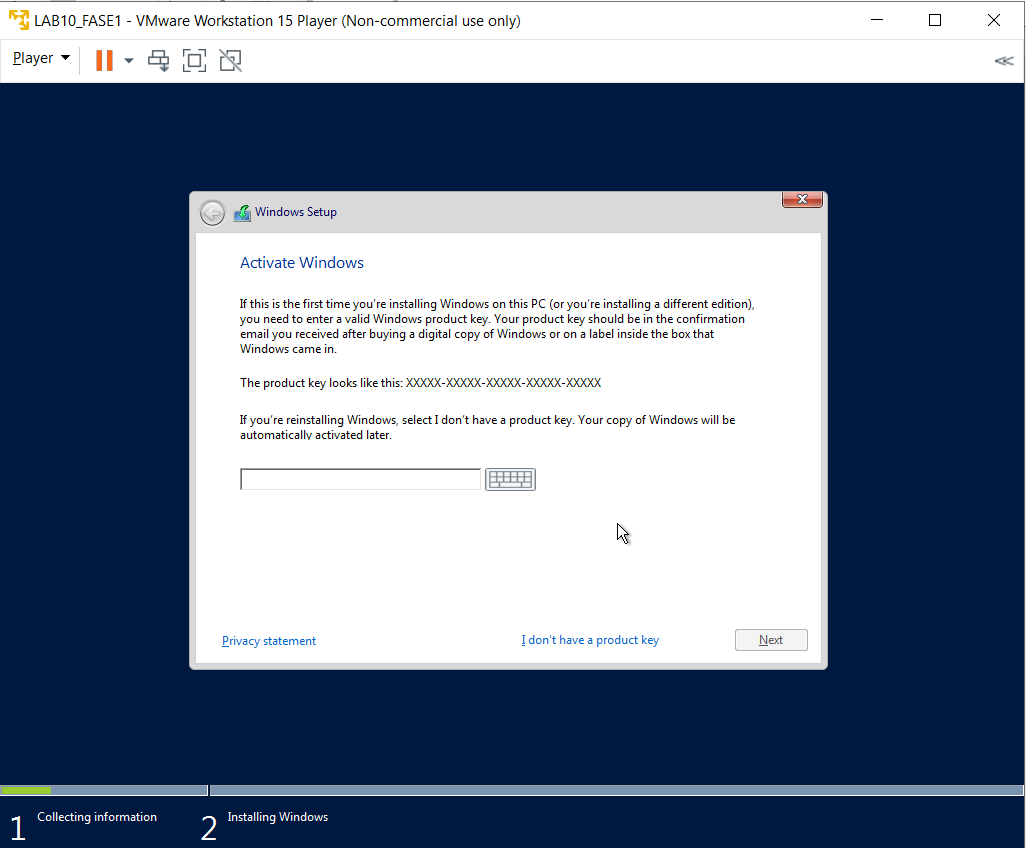 LAB10_FASE1 - VMware Workstation 15 Player (Non-commercial use only)
Player
Windows Setup
Activate Windows
If this is the first time you're installing Windows on this PC (or you're installing a different edition),
you need to enter a valid Windows product key. Your product key should be in the confirmation
email you received after buying a digital copy of Windows or on a label inside the box that
Windows came in.
The product key looks like this: XXXXX-XXXXX-XXXXX-XXXXX-XXXXX
If you're reinstalling Windows, select I don't have a product key. Your copy of Windows will be
automatically activated later.
Privacy statement
I don't have a product key
Next
1 Collecting information
2 Installing Windows